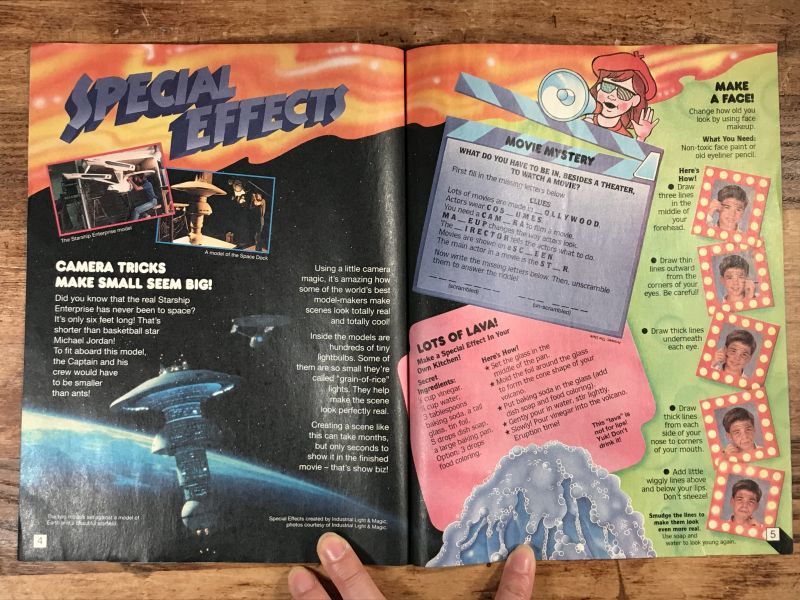 SPECIAL
EFFECTS
The Starship Enterprise model
A model of the Space Dock
CAMERA TRICKS
MAKE SMALL SEEM BIG!
Did you know that the real Starship
Enterprise has never been to space?
It's only six feet long! That's
shorter than basketball star
Michael Jordan!
To fit aboard this model,
the Captain and his
crew would have
to be smaller
than ants!
Using a little camera
magic, it's amazing how
some of the world's best
model-makers make
scenes look totally real
and totally cool!
Inside the models are
hundreds of tiny
lightbulbs. Some of
them are so small they're
called "grain-of-rice"
lights. They help
make the scene
look perfectly real.
Creating a scene like
this can take months,
but only seconds to
show it in the finished
movie – that's show biz!
The two models set against a model of
Earth and a beautiful starfield.
Special Effects created by Industrial Light & Magic,
photos courtesy of Industrial Light & Magic.
4
MOVIE MYSTERY
WHAT DO YOU HAVE TO BE IN, BESIDES A THEATER,
TO WATCH A MOVIE?
First fill in the missing letters below
CLUES
Lots of movies are made in _OLLYWOOD.
Actors wear COS_UMES.
You need a CAM_RA to film a movie.
MA_EUP changes the way actors look.
The _IRECTOR tells the actors what to do.
Movies are shown on a SC_EEN.
The main actor in a movie is the ST_R.
Now write the missing letters below. Then, unscramble
them to answer the riddle!
(scrambled)
(un-scrambled)
LOTS OF LAVA!
Make a Special Effect In Your
Own Kitchen!
Secret
Ingredients:
¼ cup vinegar,
¼ cup water,
3 tablespoons
baking soda, a tall
glass, tin foil,
5 drops dish soap,
a large baking pan.
Option: 3 drops
food coloring.
Here's How!
★ Set the glass in the
middle of the pan.
★ Mold the foil around the glass
to form the cone shape of your
volcano.
★ Put baking soda in the glass (add
dish soap and food coloring)
★ Gently pour in water, stir lightly.
★ Slowly! Pour vinegar into the volcano.
Eruption time!
This "lava" is
not for lips!
Yuk! Don't
drink it!
MAKE
A FACE!
Change how old you
look by using face
makeup.
What You Need:
Non-toxic face paint or
old eyeliner pencil.
Here's
How!
● Draw
three lines
in the
middle of
your
forehead.
● Draw thin
lines outward
from the
corners of your
eyes. Be careful!
● Draw thick lines
underneath
each eye.
● Draw
thick lines
from each
side of your
nose to corners
of your mouth.
● Add little
wiggly lines above
and below your lips.
Don't sneeze!
Smudge the lines to
make them look
even more real.
Use soap and
water to look young again.
5